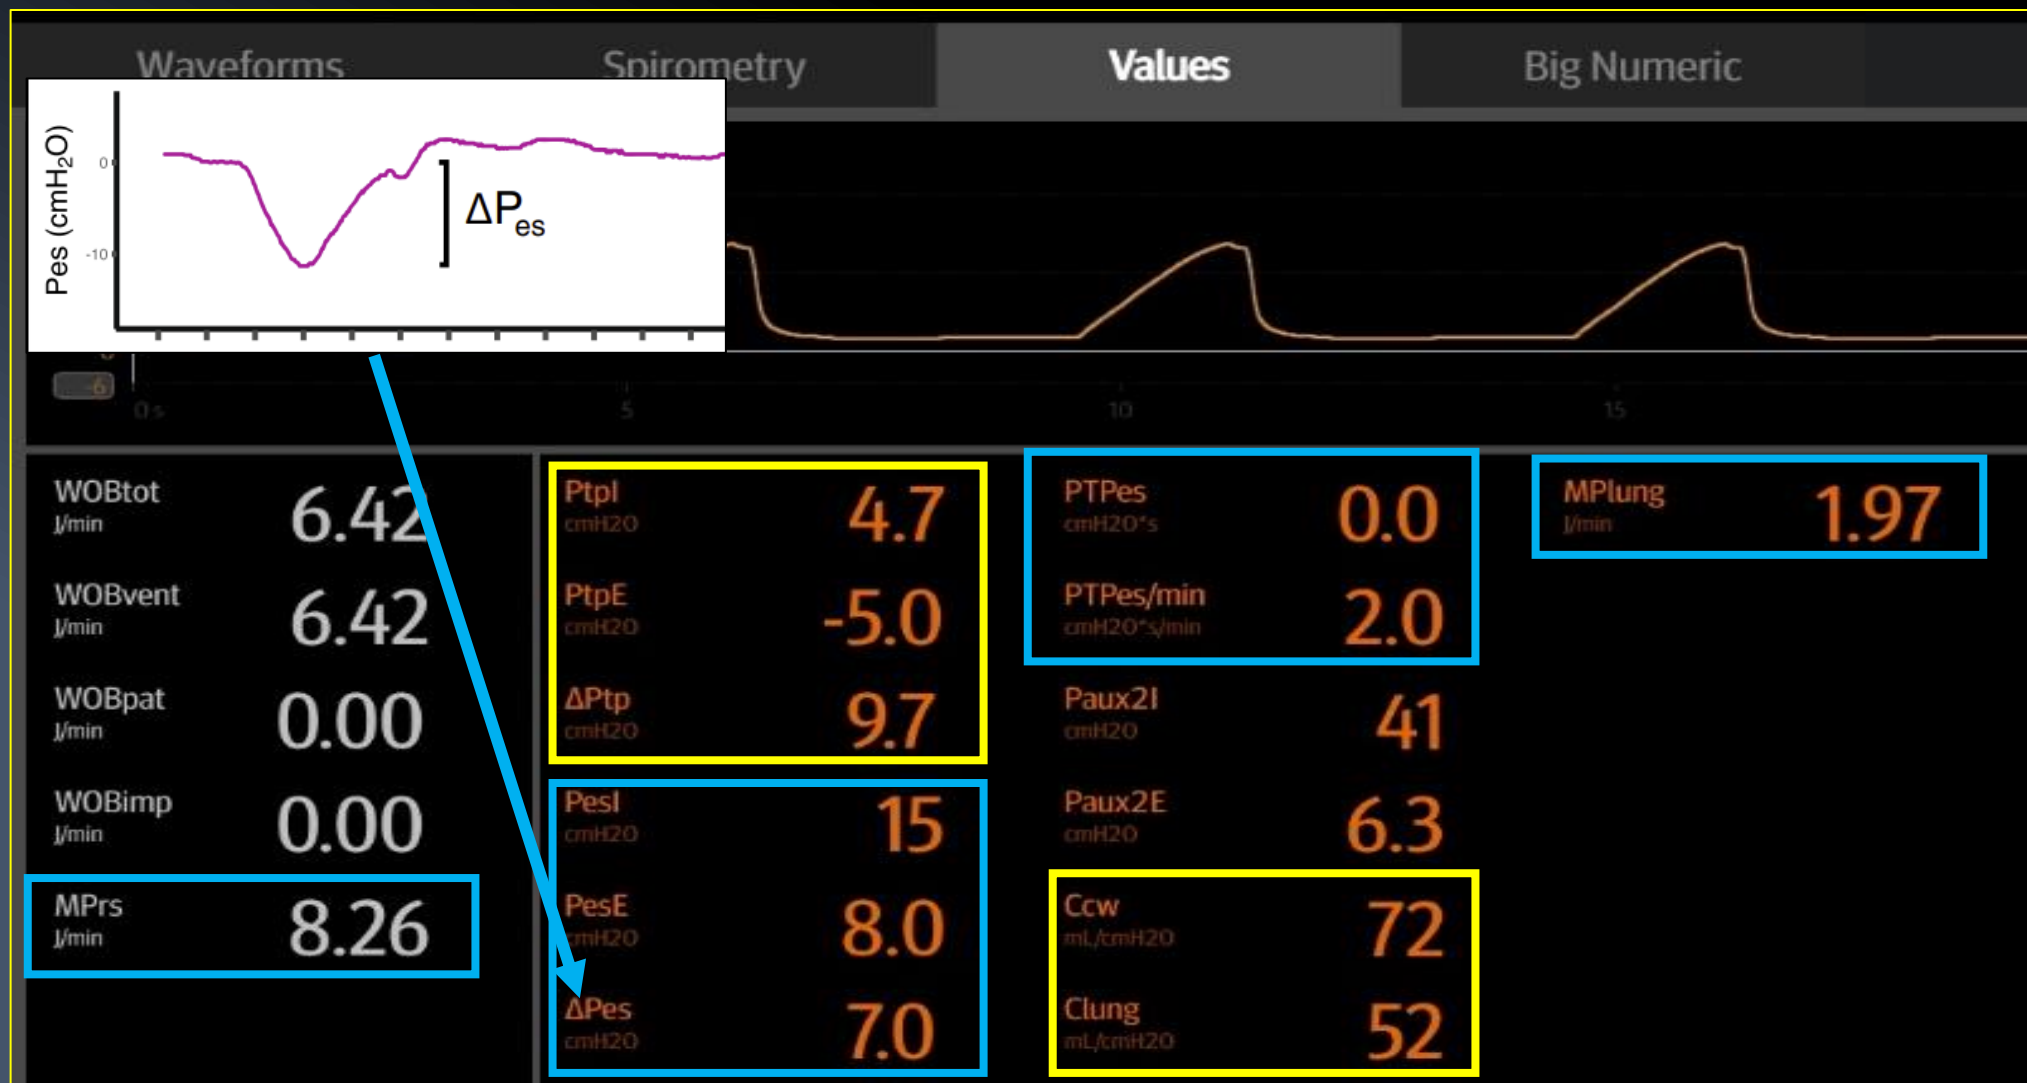 Waveforms
Spirometry
Values
Big Numeric
Pes (cmH₂O)
0
-10
ΔPes
-6
0 s
5
10
15
WOBtot
J/min
6.42
WOBvent
J/min
6.42
WOBpat
J/min
0.00
WOBimp
J/min
0.00
MPrs
J/min
8.26
PtpI
cmH2O
4.7
PtpE
cmH2O
-5.0
ΔPtp
cmH2O
9.7
PesI
cmH2O
15
PesE
cmH2O
8.0
ΔPes
cmH2O
7.0
PTPes
cmH2O*s
0.0
PTPes/min
cmH2O*s/min
2.0
Paux2I
cmH2O
41
Paux2E
cmH2O
6.3
Ccw
mL/cmH2O
72
Clung
mL/cmH2O
52
MPlung
J/min
1.97